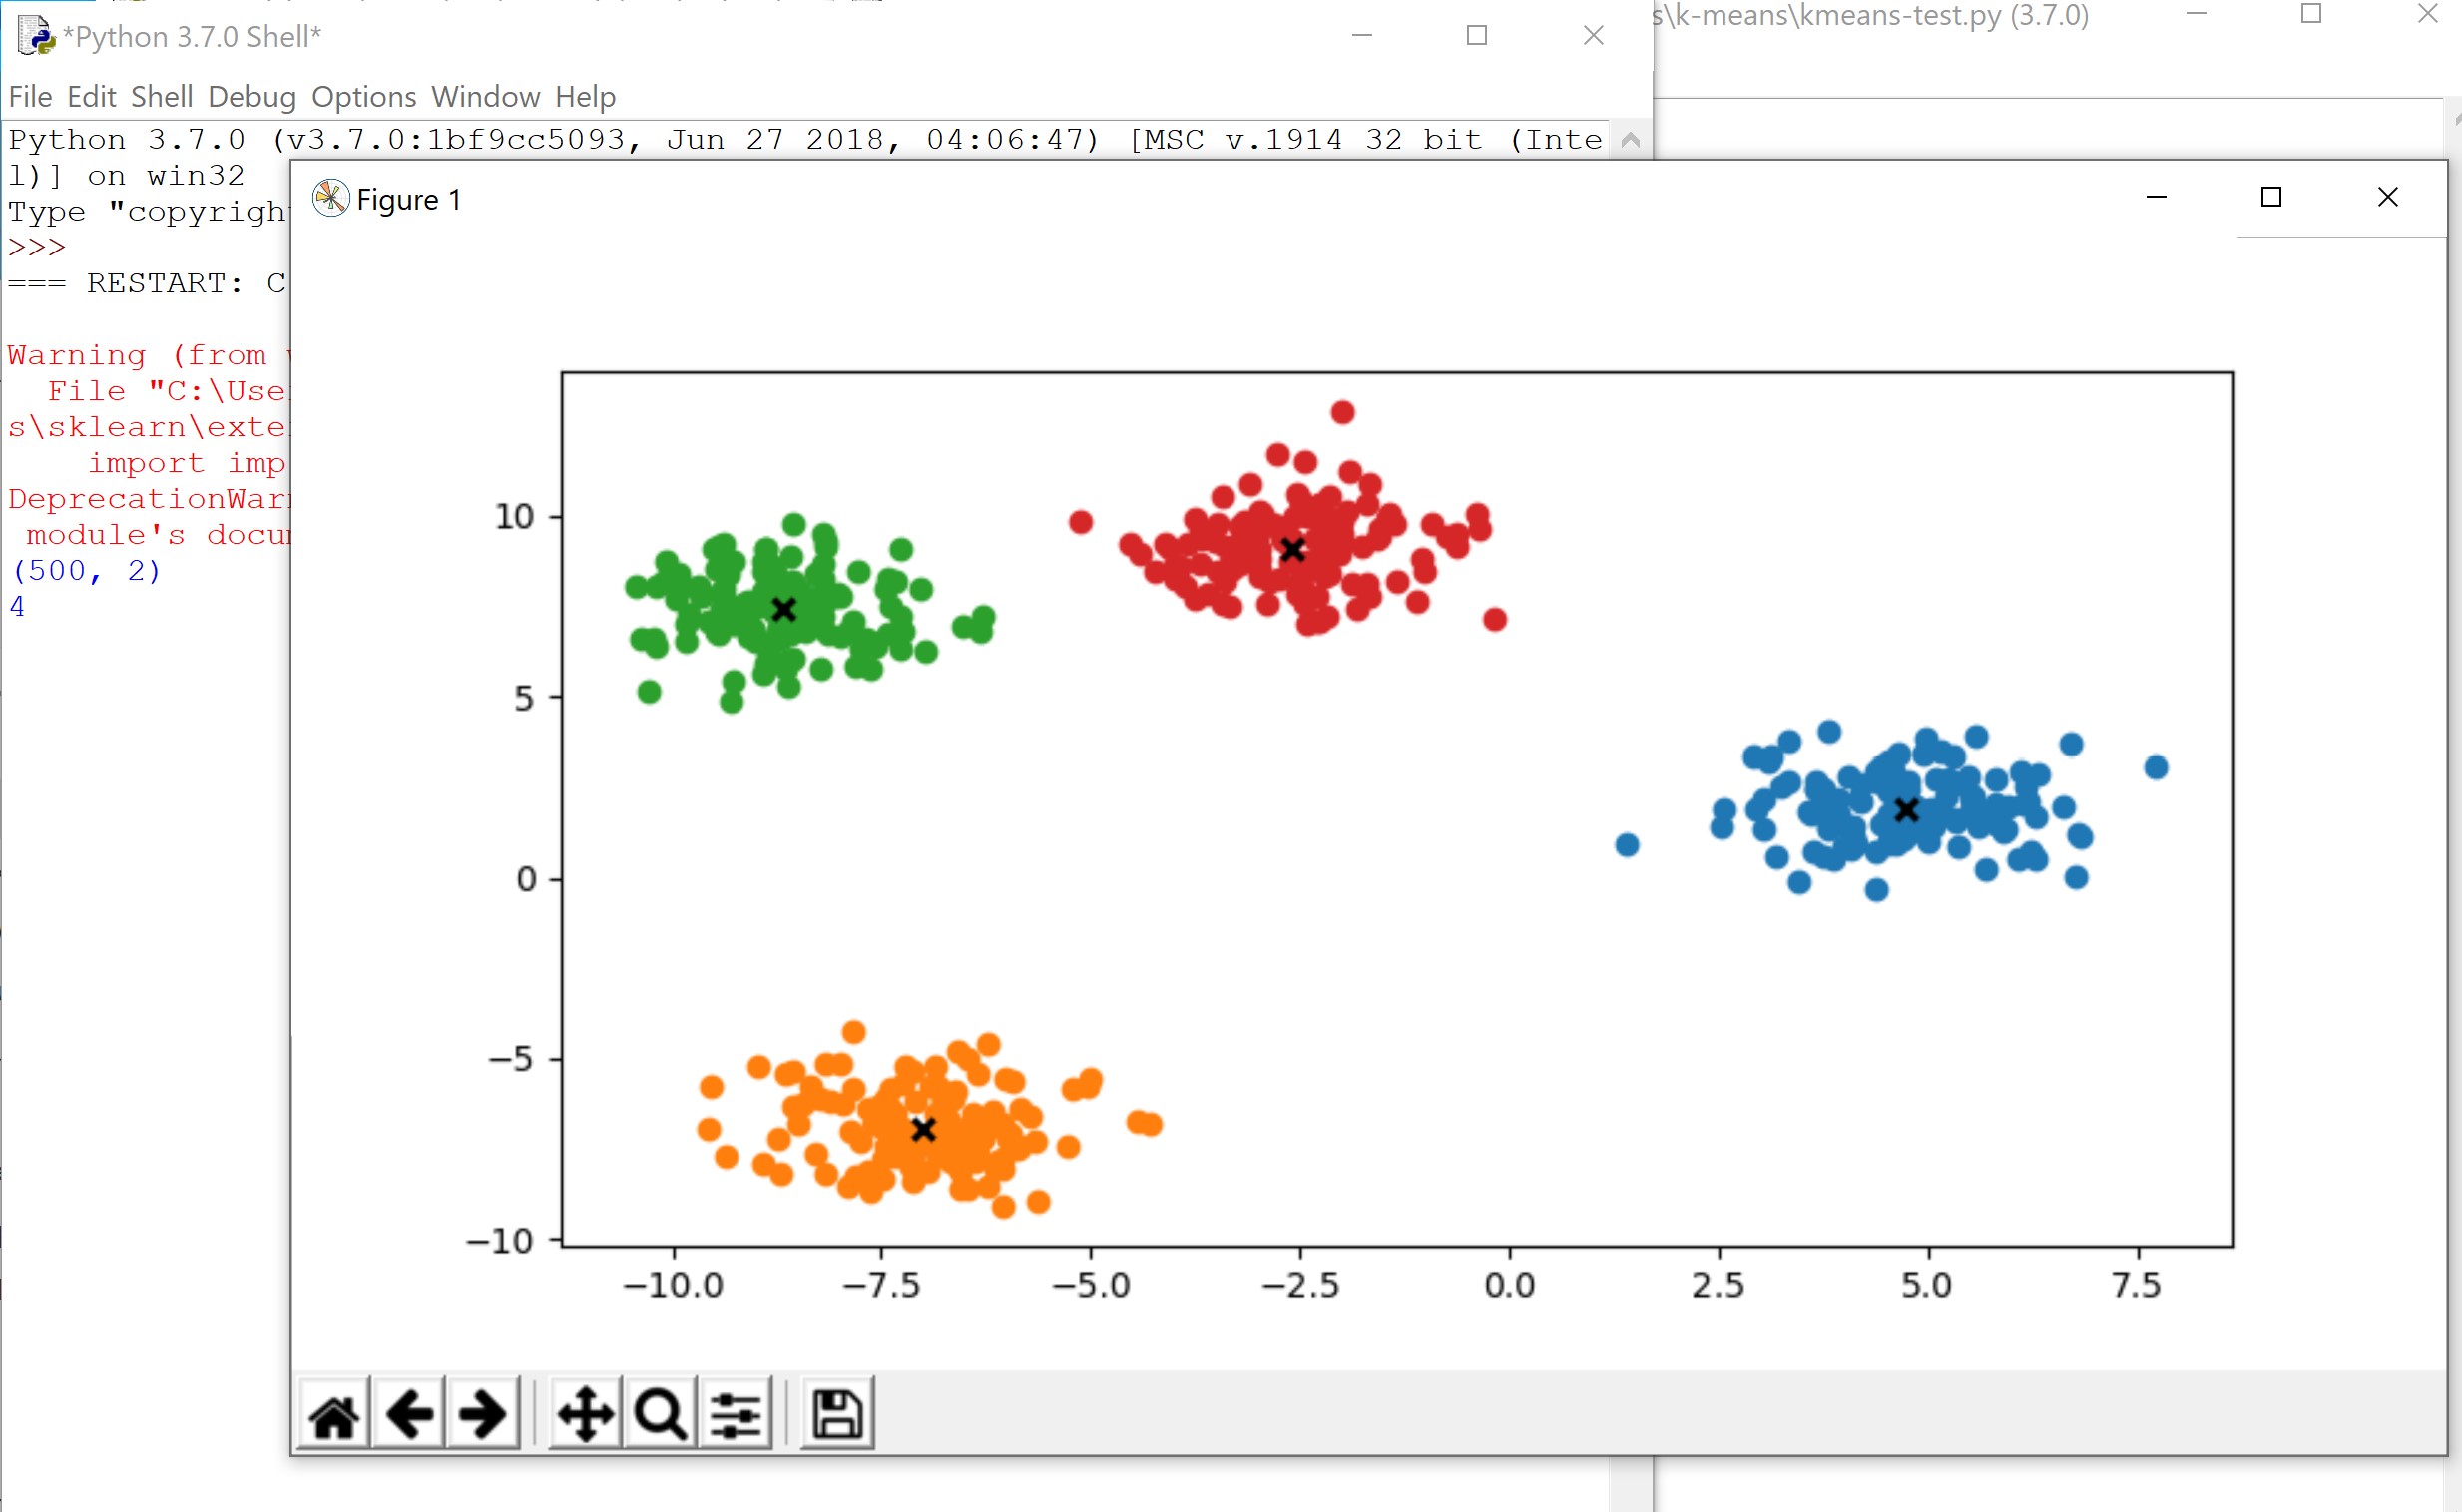 *Python 3.7.0 Shell*
s\k-means\kmeans-test.py (3.7.0)
File Edit Shell Debug Options Window Help
Python 3.7.0 (v3.7.0:1bf9cc5093, Jun 27 2018, 04:06:47) [MSC v.1914 32 bit (Inte
l)] on win32
Type "copyrigh
>>>
=== RESTART: C
Warning (from
File "C:\Use
s\sklearn\exte
import imp
DeprecationWar
module's docu
(500, 2)
4
Figure 1
10
5
0
−5
−10
−10.0 −7.5 −5.0 −2.5 0.0 2.5 5.0 7.5